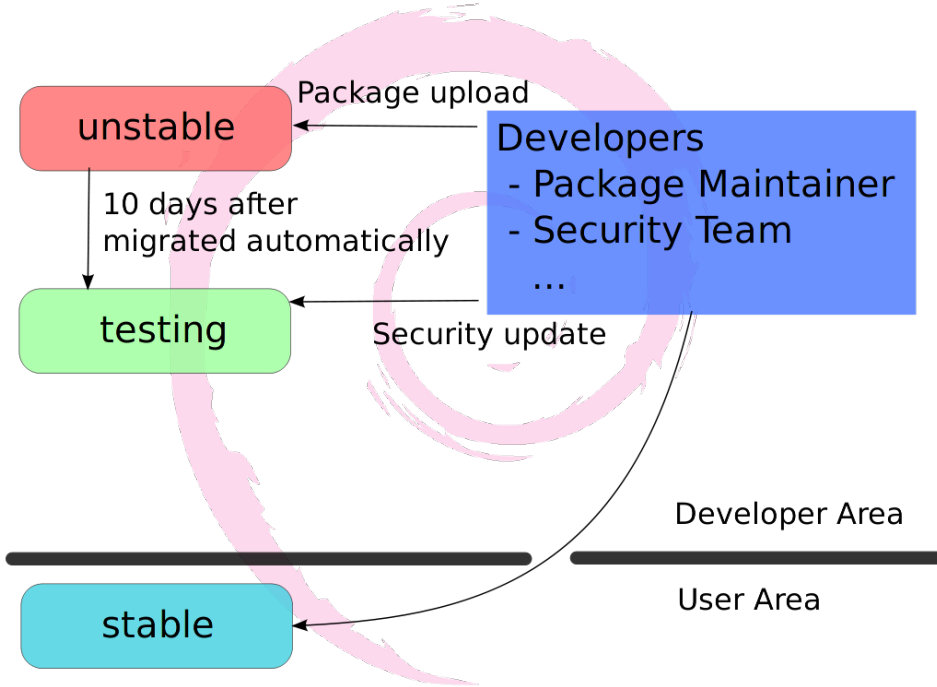 Package upload
unstable
Developers
- Package Maintainer
- Security Team
...
10 days after
migrated automatically
testing
Security update
Developer Area
User Area
stable